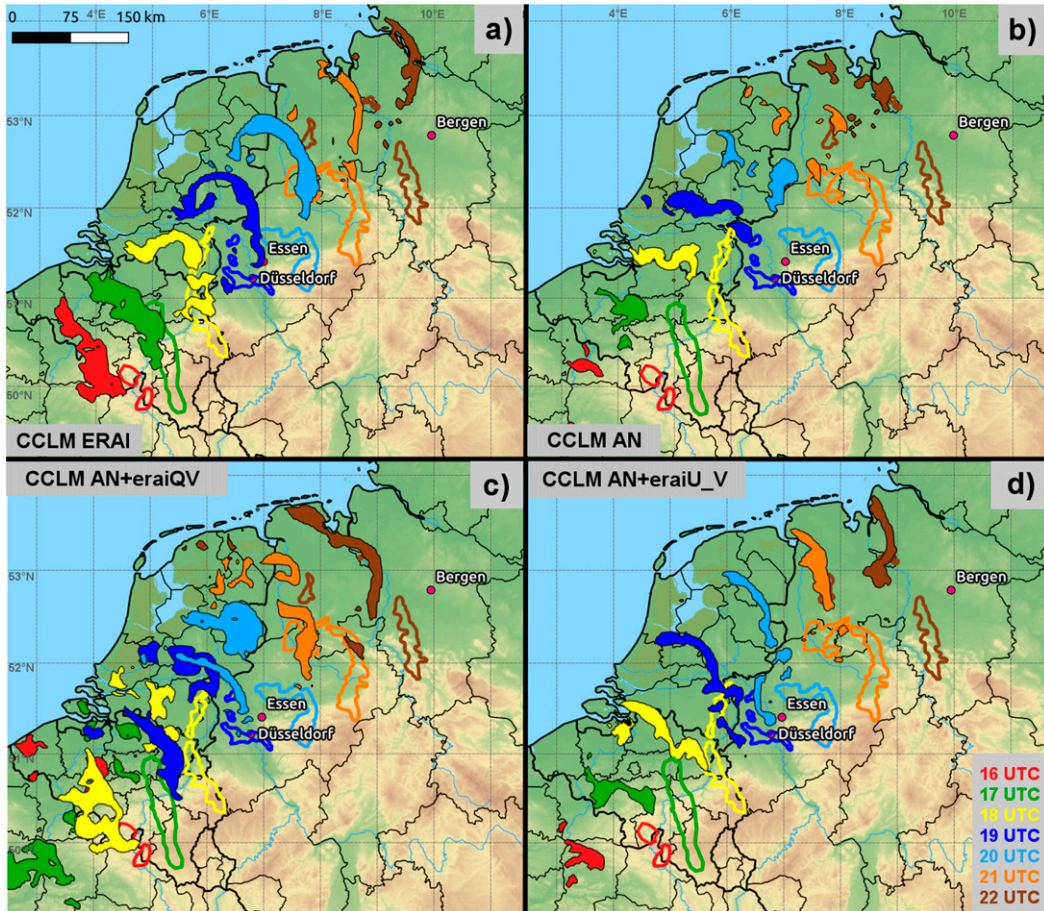 4°E 6°E 8°E 10°E
0 75 150 km
a)
53°N
Bergen
52°N
Essen
Düsseldorf
51°N
50°N
CCLM ERAI
4°E 6°E 8°E 10°E
b)
Bergen
Essen
Düsseldorf
CCLM AN
CCLM AN+eraiQV
c)
53°N
Bergen
52°N
Essen
Düsseldorf
51°N
50°N
CCLM AN+eraiU_V
d)
Bergen
Essen
Düsseldorf
16 UTC
17 UTC
18 UTC
19 UTC
20 UTC
21 UTC
22 UTC